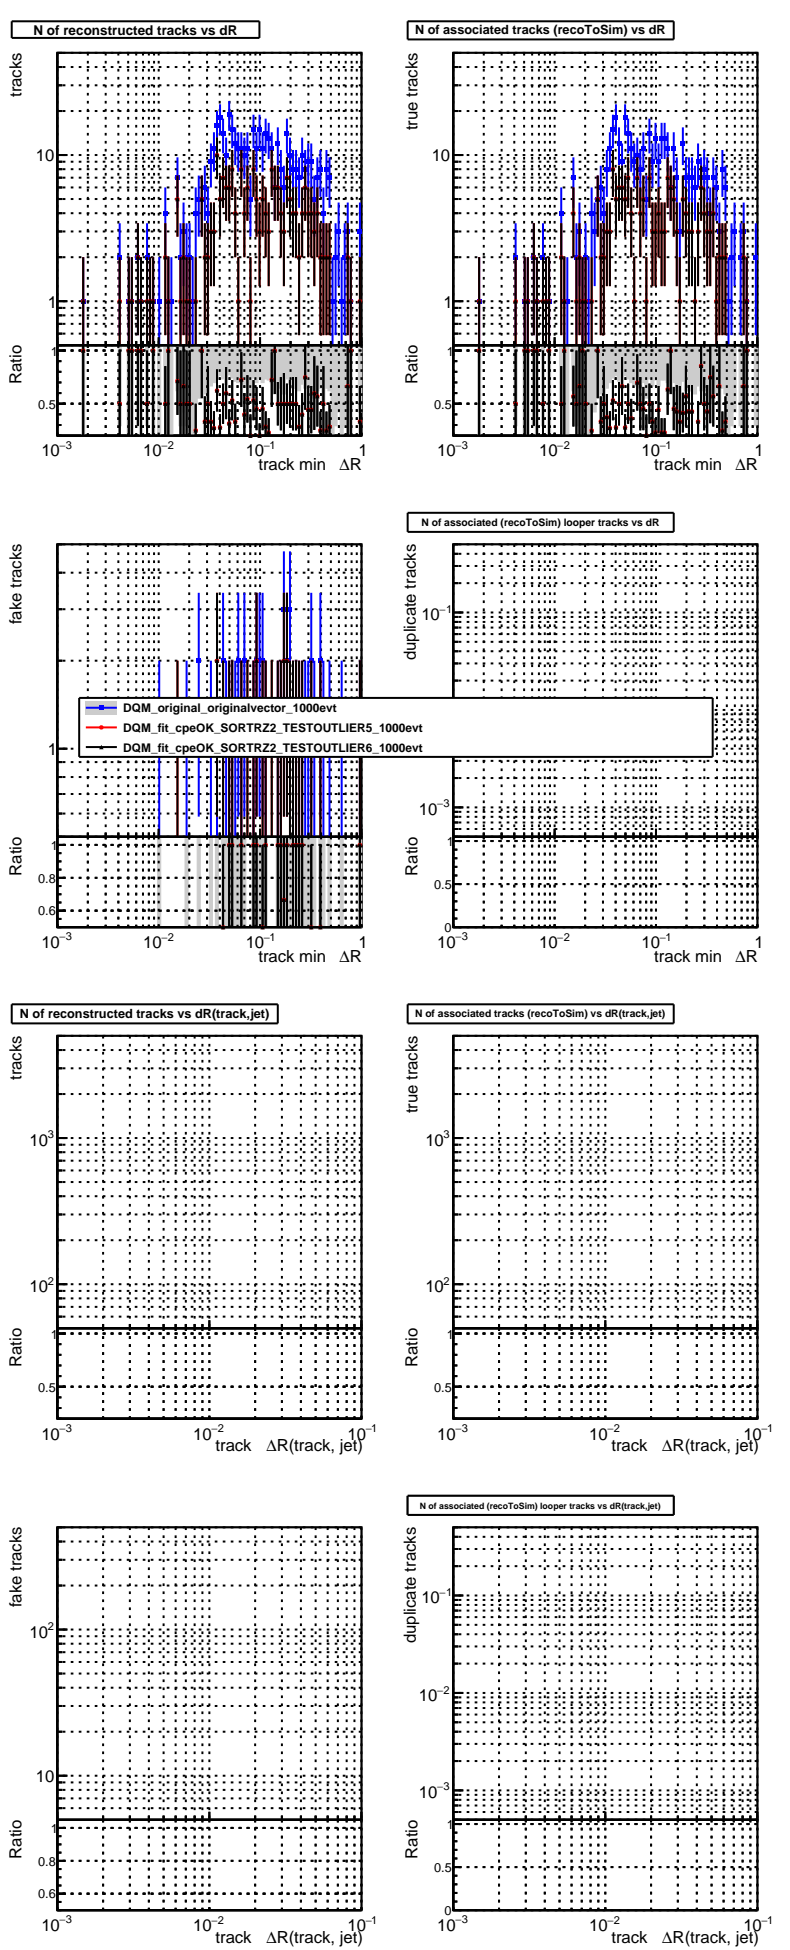 N of reconstructed tracks vs dR
N of associated tracks (recoToSim) vs dR
tracks
10
1
Ratio
1
0.5
10−3 10−2 10−1 1
track min ΔR
true tracks
10
1
Ratio
1
0.5
10−3 10−2 10−1 1
track min ΔR
N of associated (recoToSim) looper tracks vs dR
fake tracks
1
Ratio
1
0.8
0.6
10−3 10−2 10−1 1
track min ΔR
duplicate tracks
10−1
10−3
Ratio
1
0.5
0
10−3 10−2 10−1 1
track min ΔR
DQM_original_originalvector_1000evt
DQM_fit_cpeOK_SORTRZ2_TESTOUTLIER5_1000evt
DQM_fit_cpeOK_SORTRZ2_TESTOUTLIER6_1000evt
N of reconstructed tracks vs dR(track,jet)
N of associated tracks (recoToSim) vs dR(track,jet)
tracks
103
102
Ratio
1
0.5
10−3 10−2 10−1
track ΔR(track, jet)
true tracks
103
102
Ratio
1
0.5
10−3 10−2 10−1
track ΔR(track, jet)
N of associated (recoToSim) looper tracks vs dR(track,jet)
fake tracks
102
10
Ratio
1
0.8
0.6
10−3 10−2 10−1
track ΔR(track, jet)
duplicate tracks
10−1
10−2
10−3
Ratio
1
0.5
0
10−3 10−2 10−1
track ΔR(track, jet)